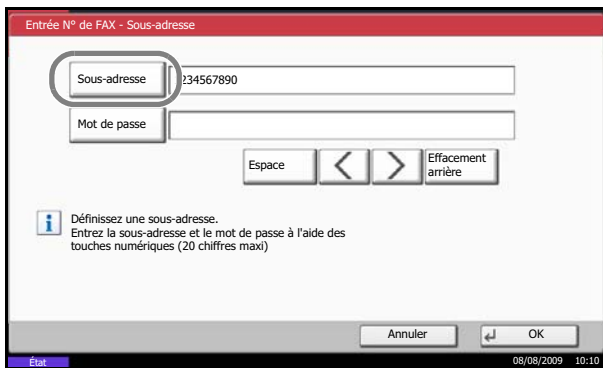 Entrée N° de FAX - Sous-adresse
Sous-adresse
234567890
Mot de passe
Espace
Effacement
arrière
Définissez une sous-adresse.
Entrez la sous-adresse et le mot de passe à l'aide des
touches numériques (20 chiffres maxi)
Annuler
OK
État
08/08/2009 10:10